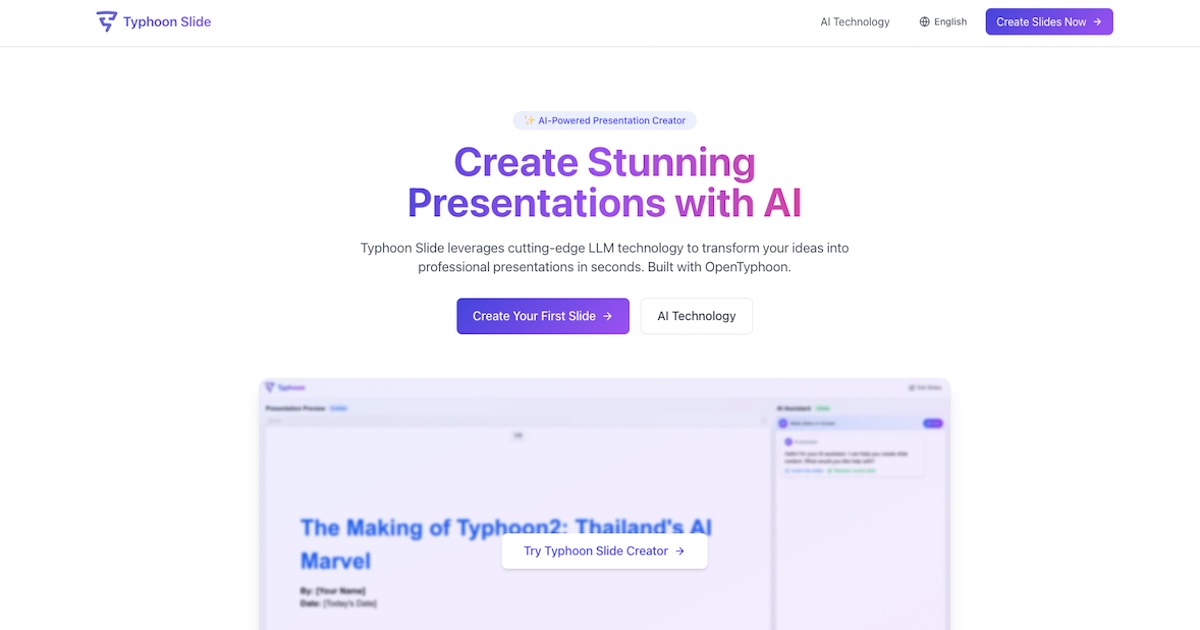 Typhoon Slide
AI Technology
English
Create Slides Now →
✨ AI-Powered Presentation Creator
Create Stunning
Presentations with AI
Typhoon Slide leverages cutting-edge LLM technology to transform your ideas into
professional presentations in seconds. Built with OpenTyphoon.
Create Your First Slide →
AI Technology
Typhoon
Presentation Preview
AI Assistant
The Making of Typhoon2: Thailand's AI
Marvel
Try Typhoon Slide Creator →
By: [Your Name]
Date: [Today's Date]